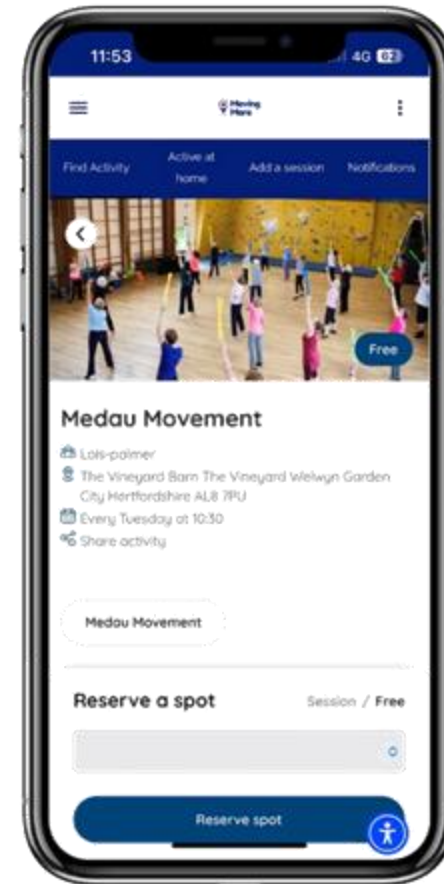 11:53
4G 62
Moving
More
Find Activity
Active at
home
Add a session
Notifications
Free
Medau Movement
Lois-palmer
The Vineyard Barn The Vineyard Welwyn Garden
City Hertfordshire AL8 7PU
Every Tuesday at 10:30
Share activity
Medau Movement
Reserve a spot
Session / Free
Reserve spot